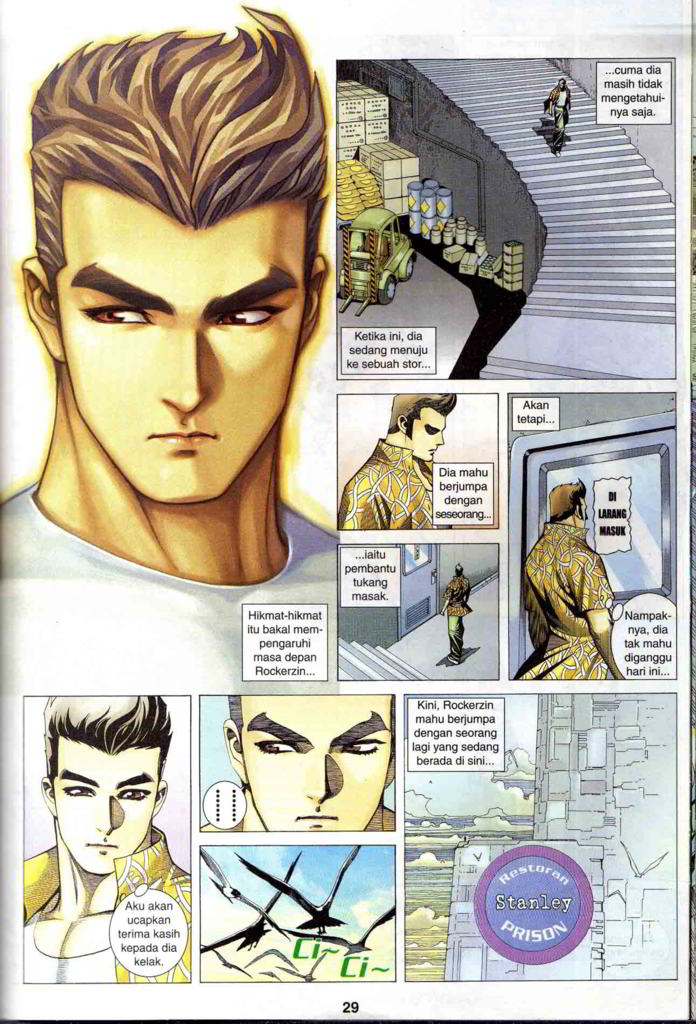 Hikmat-hikmat
itu bakal mem-
pengaruhi
masa depan
Rockerzin...
...cuma dia
masih tidak
mengetahui-
nya saja.
Ketika ini, dia
sedang menuju
ke sebuah stor...
Dia mahu
berjumpa
dengan
seseorang...
...iaitu
pembantu
tukang
masak.
Akan
tetapi...
DI
LARANG
MASUK
Nampak-
nya, dia
tak mahu
diganggu
hari ini...
Aku akan
ucapkan
terima kasih
kepada dia
kelak.
Ci~
Ci~
Kini, Rockerzin
mahu berjumpa
dengan seorang
lagi yang sedang
berada di sini...
Restoran
Stanley
PRISON
29